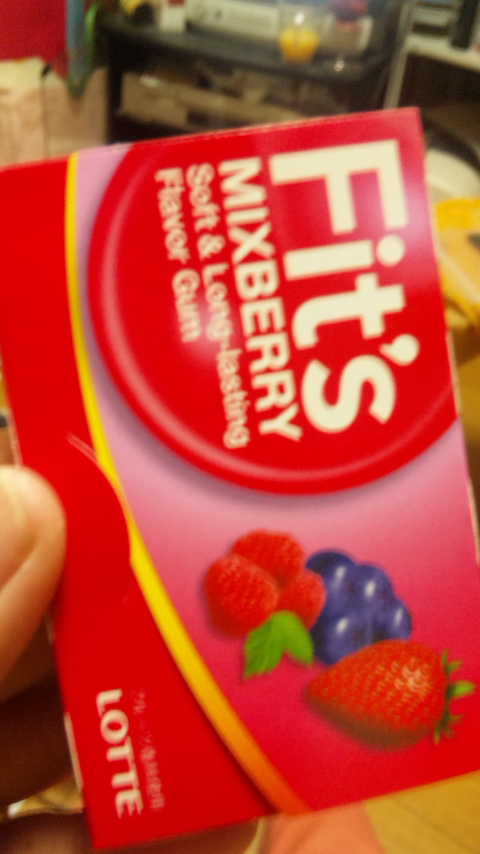 Fit's
MIXBERRY
Soft & Long-lasting
Flavor Gum
LOTTE